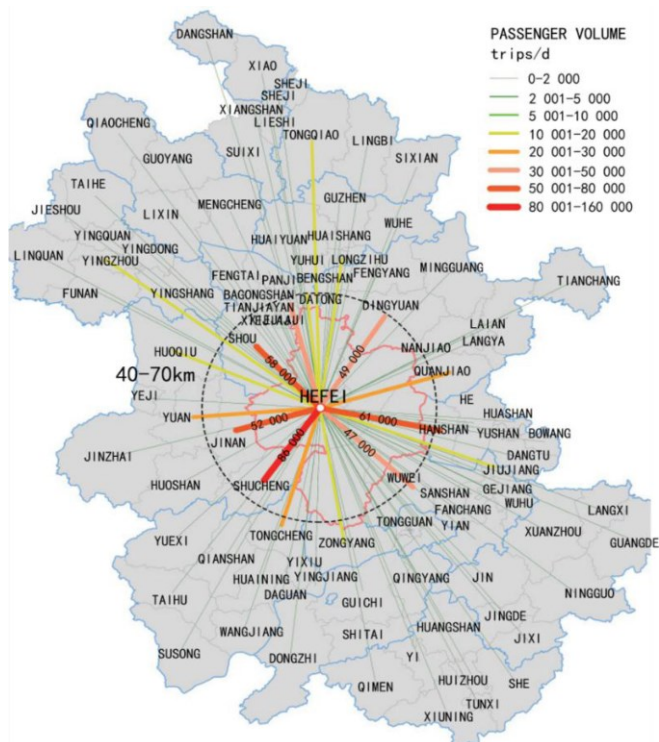 PASSENGER VOLUME
trips/d
0-2 000
2 001-5 000
5 001-10 000
10 001-20 000
20 001-30 000
30 001-50 000
50 001-80 000
80 001-160 000
DANGSHAN
XIAO
SHEJI
SHEJI
XIANGSHAN
LIESHI
TONGQIAO
QIAOCHENG
GUOYANG
SUIXI
LINGBI
SIXIAN
TAIHE
JIESHOU
LIXIN
MENGCHENG
GUZHEN
WUHE
YINGQUAN
YINGDONG
LINQUAN
YINGZHOU
HUAIYUAN
HUAISHANG
YUHUI
LONGZIHU
MINGGUANG
FENGTAI
PANJI
BENGSHAN
FENGYANG
TIANCHANG
FUNAN
YINGSHANG
BAGONGSHAN
DATONG
TIANJIAYAN
DINGYUAN
LAIAN
SHOU
NANJIAO
LANGYA
HUOQIU
58 000
49 000
QUANJIAO
40-70km
YEJI
HEFEI
HE
HUASHAN
YUAN
52 000
61 000
HANSHAN
YUSHAN
BOWANG
JINAN
47 000
DANGTU
JINZHAI
86 000
JIUJIANG
HUOSHAN
SHUCHENG
WUWEI
SANSHAN
GEJIANG
WUHU
LANGXI
FANCHANG
TONGGUAN
YIAN
XUANZHOU
YUEXI
TONGCHENG
ZONGYANG
GUANGDE
QIANSHAN
YIXIU
HUAINING
YINGJIANG
QINGYANG
JIN
NINGGUO
TAIHU
DAGUAN
GUICHI
JINGDE
WANGJIANG
SHITAI
HUANGSHAN
JIXI
SUSONG
DONGZHI
YI
QIMEN
HUIZHOU
SHE
TUNXI
XIUNING